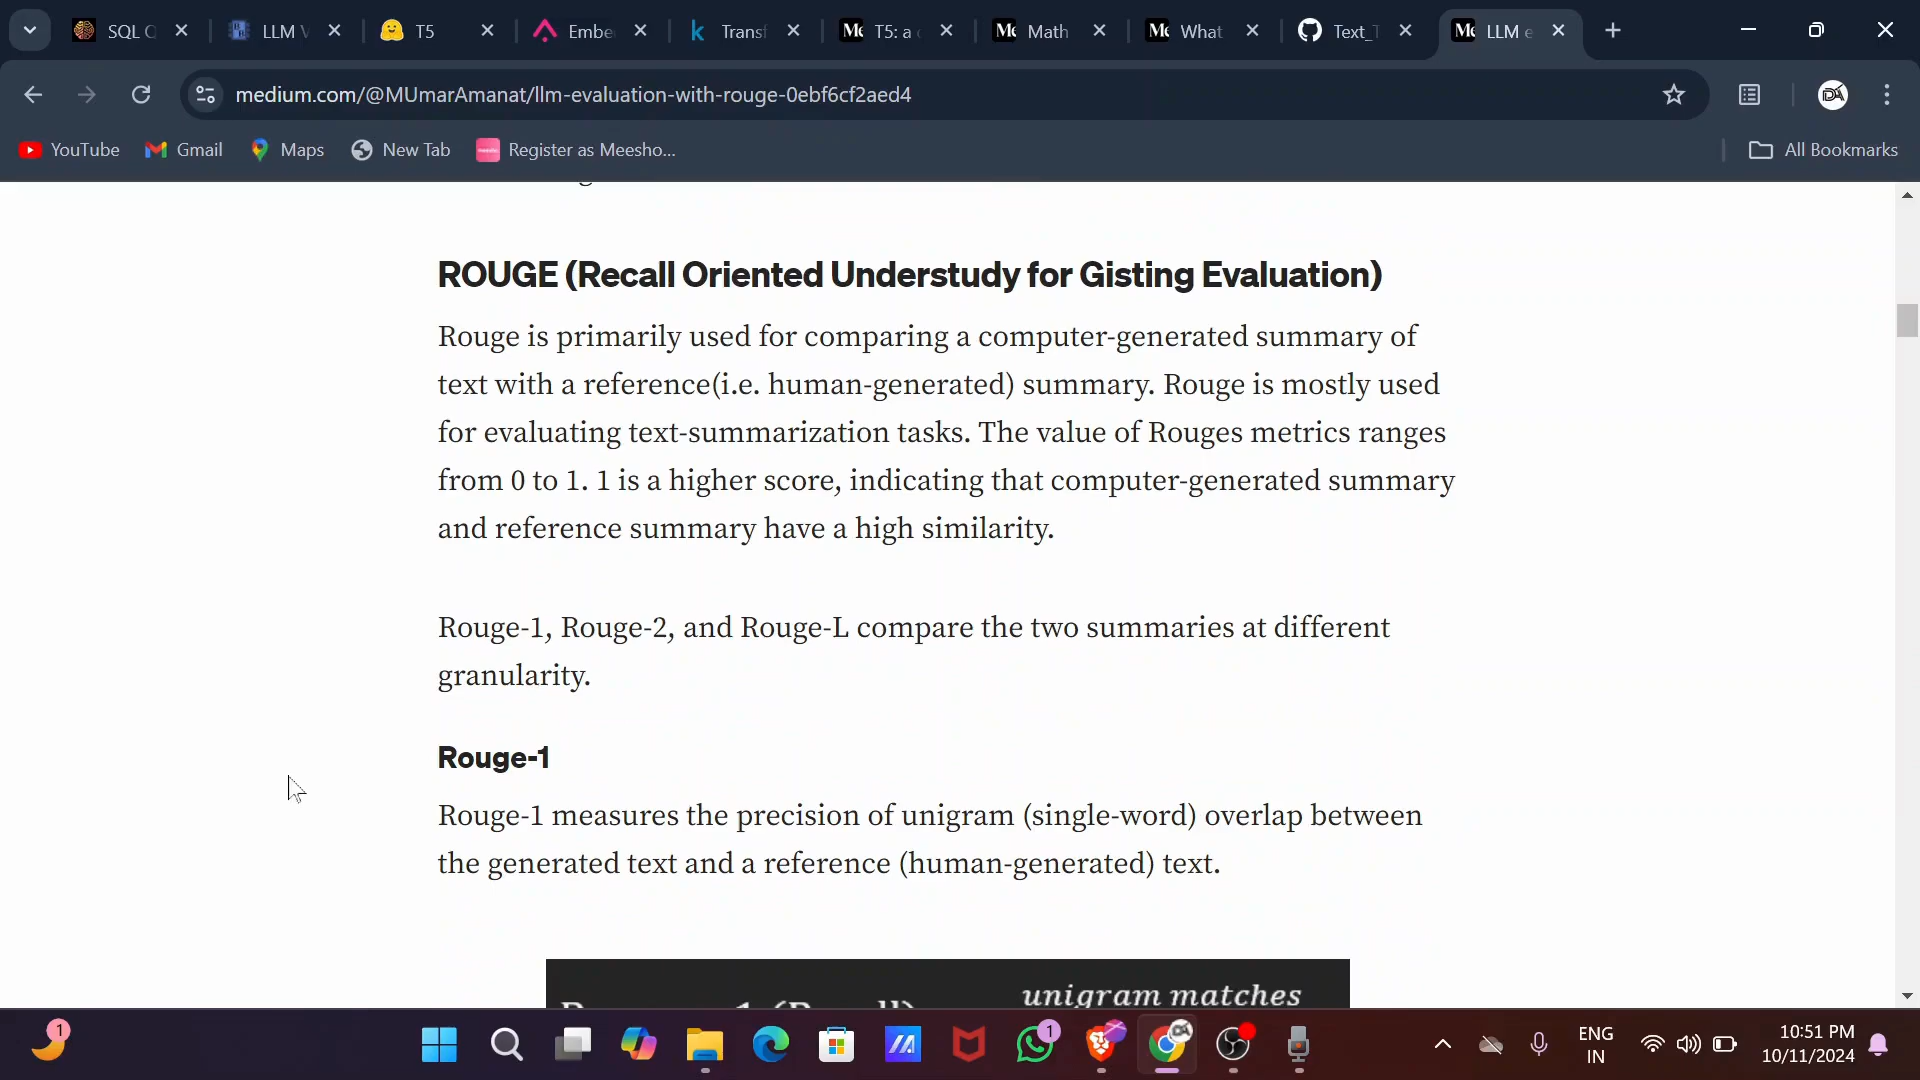 SQL Q
LLM V
T5
Embe
Transf
T5: a c
Math
What
Text_T
LLM e
medium.com/@MUmarAmanat/llm-evaluation-with-rouge-0ebf6cf2aed4
YouTube
Gmail
Maps
New Tab
Register as Meesho...
All Bookmarks
ROUGE (Recall Oriented Understudy for Gisting Evaluation)
Rouge is primarily used for comparing a computer-generated summary of
text with a reference(i.e. human-generated) summary. Rouge is mostly used
for evaluating text-summarization tasks. The value of Rouges metrics ranges
from 0 to 1. 1 is a higher score, indicating that computer-generated summary
and reference summary have a high similarity.
Rouge-1, Rouge-2, and Rouge-L compare the two summaries at different
granularity.
Rouge-1
Rouge-1 measures the precision of unigram (single-word) overlap between
the generated text and a reference (human-generated) text.
unigram matches
1
1
ENG
IN
10:51 PM
10/11/2024